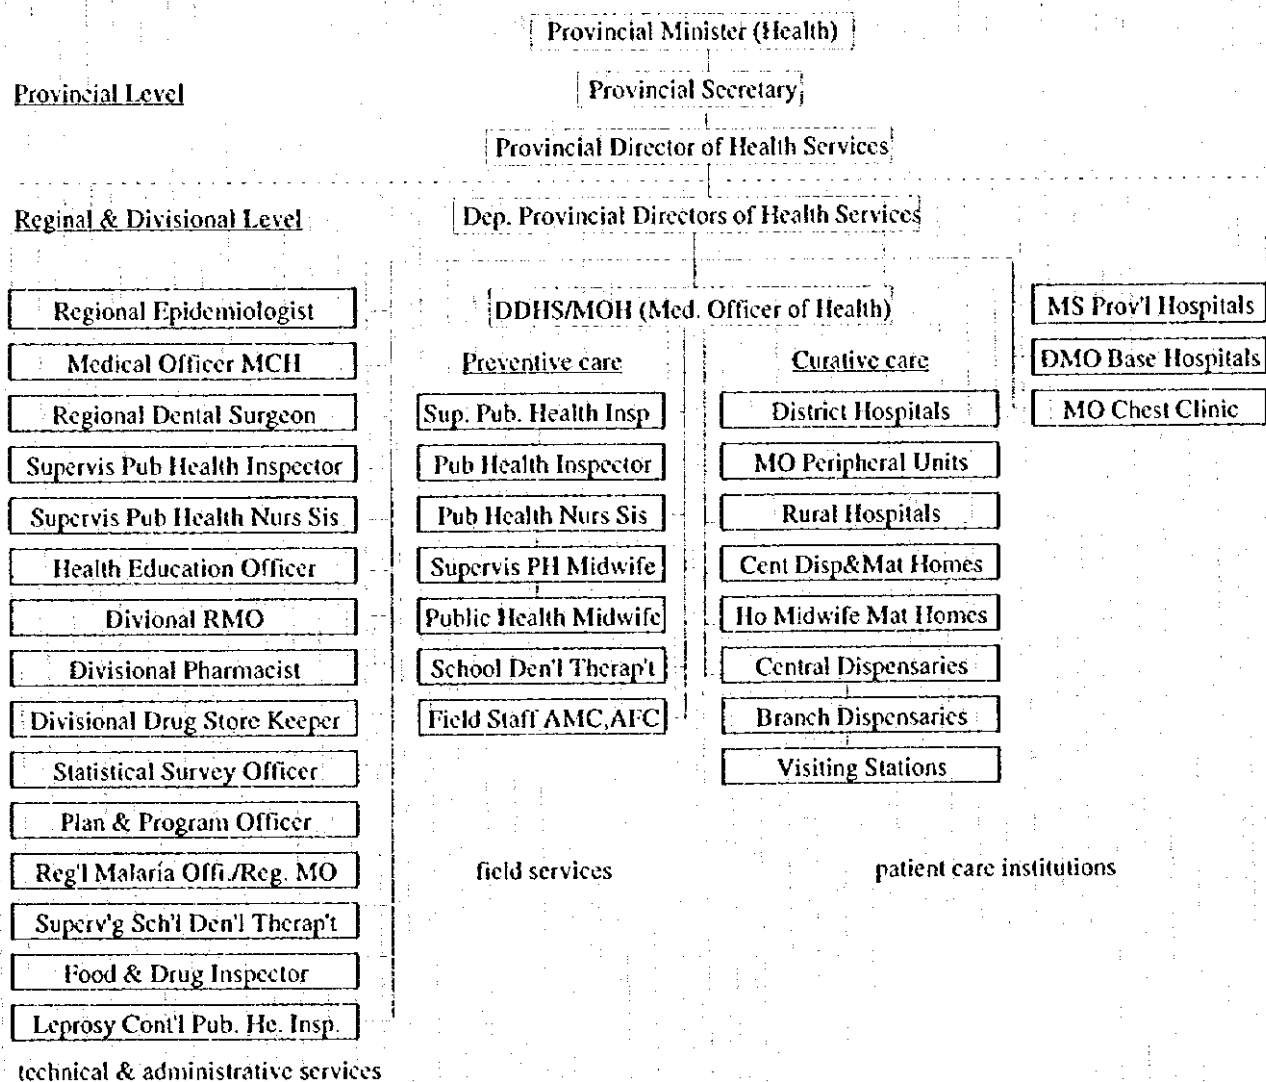 Provincial Minister (Health)
Provincial Level
Provincial Secretary
Provincial Director of Health Services
Reginal & Divisional Level
Dep. Provincial Directors of Health Services
Regional Epidemiologist
Medical Officer MCH
Regional Dental Surgeon
Supervis Pub Health Inspector
Supervis Pub Health Nurs Sis
Health Education Officer
Divional RMO
Divisional Pharmacist
Divisional Drug Store Keeper
Statistical Survey Officer
Plan & Program Officer
Reg'l Malaria Offi./Reg. MO
Superv'g Sch'l Den'l Therap't
Food & Drug Inspector
Leprosy Cont'l Pub. He. Insp.
technical & administrative services
DDHS/MOH (Med. Officer of Health)
Preventive care
Sup. Pub. Health Insp
Pub Health Inspector
Pub Health Nurs Sis
Supervis PH Midwife
Public Health Midwife
School Den'l Therap't
Field Staff AMC,AFC
field services
Curative care
District Hospitals
MO Peripheral Units
Rural Hospitals
Cent Disp&Mat Homes
Ho Midwife Mat Homes
Central Dispensaries
Branch Dispensaries
Visiting Stations
patient care institutions
MS Prov'l Hospitals
DMO Base Hospitals
MO Chest Clinic